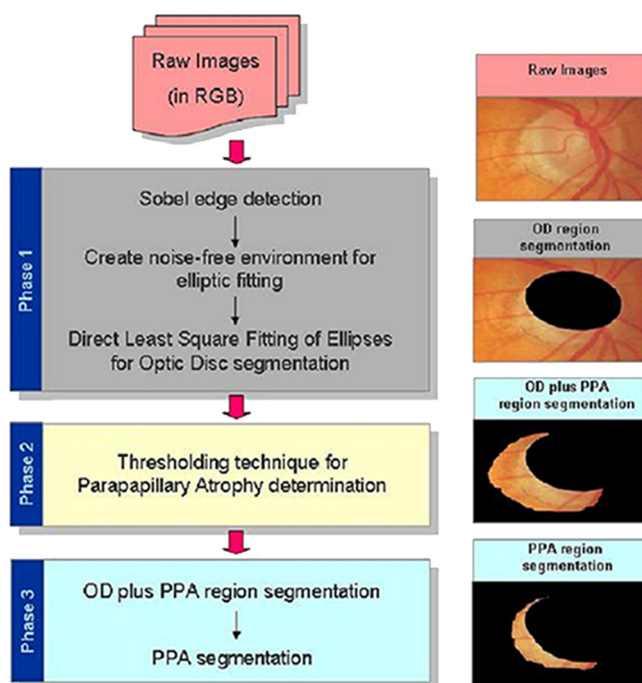 Raw Images
(in RGB)
Phase 1
Sobel edge detection
Create noise-free environment for
elliptic fitting
Direct Least Square Fitting of Ellipses
for Optic Disc segmentation
Phase 2
Thresholding technique for
Parapapillary Atrophy determination
Phase 3
OD plus PPA region segmentation
PPA segmentation
Raw Images
OD region
segmentation
OD plus PPA
region segmentation
PPA region
segmentation